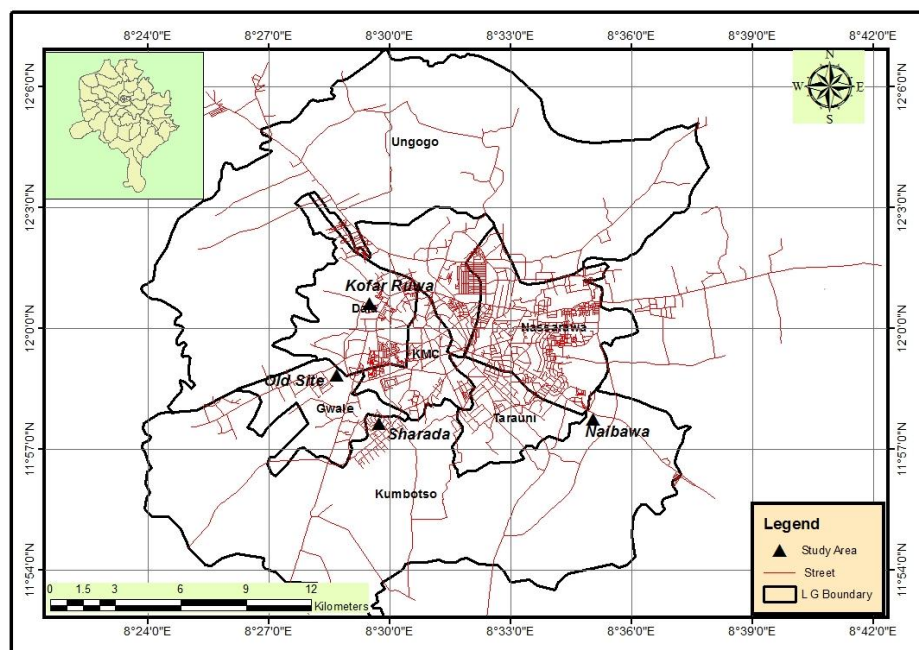 8°24'0"E 8°27'0"E 8°30'0"E 8°33'0"E 8°36'0"E 8°39'0"E 8°42'0"E
N
W E
S
12°6'0"N 12°6'0"N
Ungogo
12°3'0"N 12°3'0"N
Kofar Ruwa
Dala
12°0'0"N 12°0'0"N
Nassarawa
KMC
Old Site
Gwale
Tarauni
Sharada
Naibawa
11°57'0"N 11°57'0"N
Kumbotso
Legend
Study Area
Street
L G Boundary
11°54'0"N 11°54'0"N
0 1.5 3 6 9 12
Kilometers
8°24'0"E 8°27'0"E 8°30'0"E 8°33'0"E 8°36'0"E 8°39'0"E 8°42'0"E